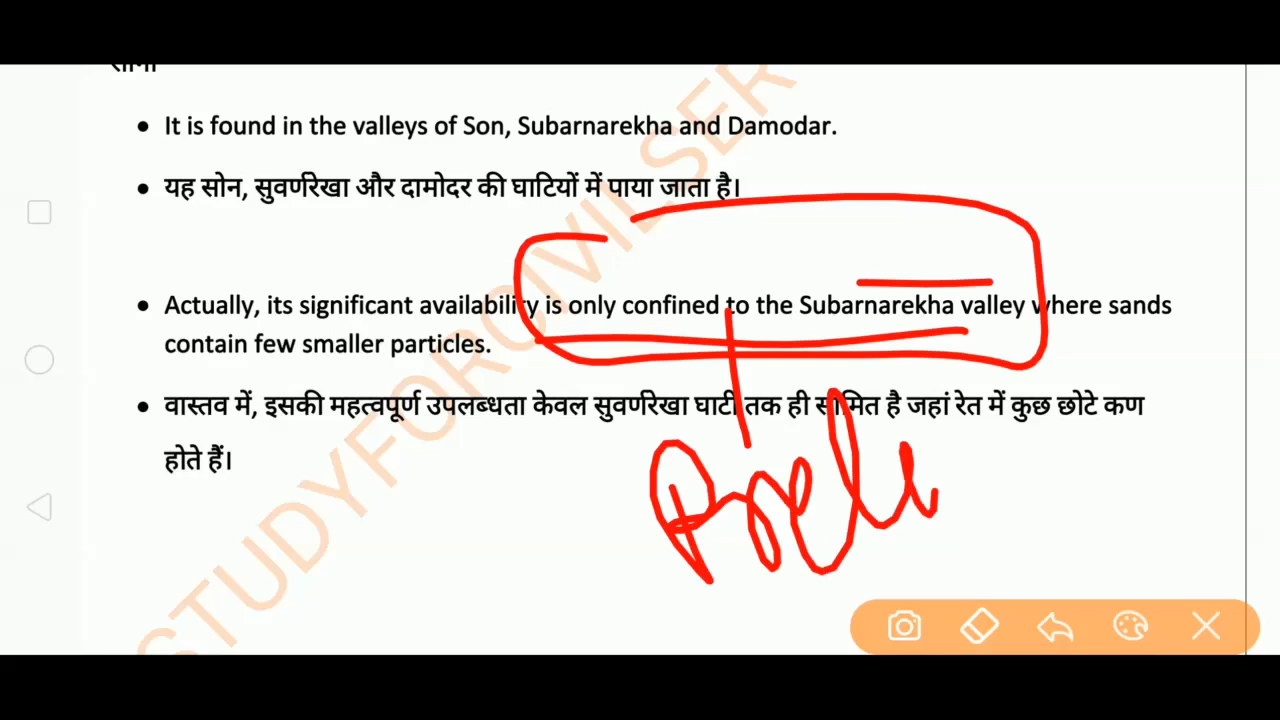 It is found in the valleys of Son, Subarnarekha and Damodar.
यह सोन, सुवर्णरेखा और दामोदर की घाटियों में पाया जाता है।
Actually, its significant availability is only confined to the Subarnarekha valley where sands
contain few smaller particles.
वास्तव में, इसकी महत्वपूर्ण उपलब्धता केवल सुवर्णरेखा घाटी तक ही सीमित है जहां रेत में कुछ छोटे कण
होते हैं।
STUDYFORCIVILSER